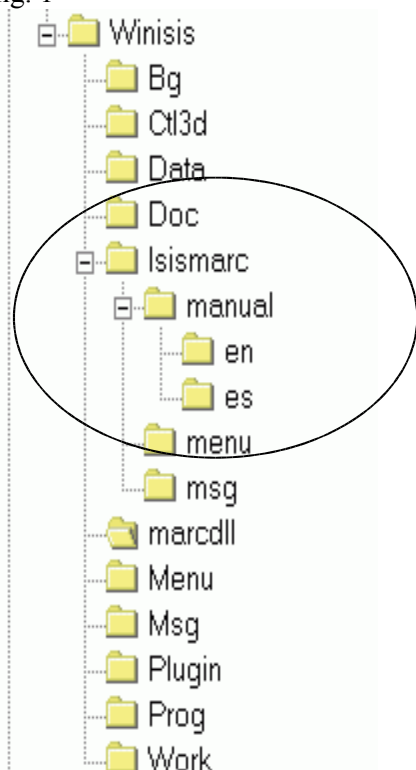 Winisis
Bg
Ctl3d
Data
Doc
Isismarc
manual
en
es
menu
msg
marcdll
Menu
Msg
Plugin
Prog
Work